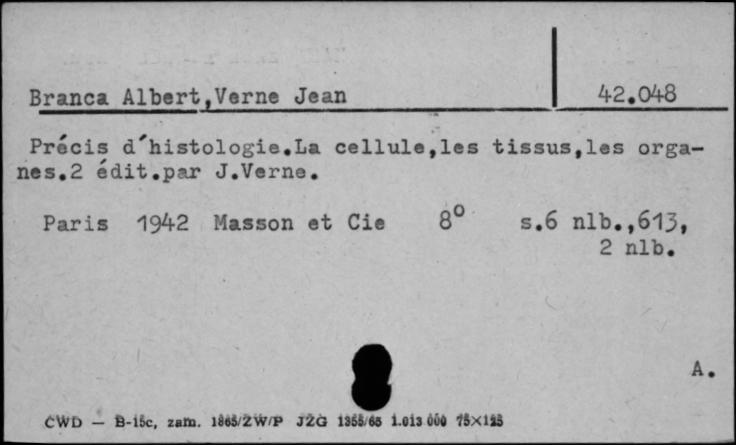 Branca Albert,Verne Jean 42.048
Précis d´histologie.La cellule,les tissus,les orga-
nes.2 édit.par J.Verne.
Paris 1942 Masson et Cie 8° s.6 nlb.,613,
2 nlb.
A.
CWD — B-15c, zam. 1865/ZW/P JŻG 1355/65 1.013 000 75×125